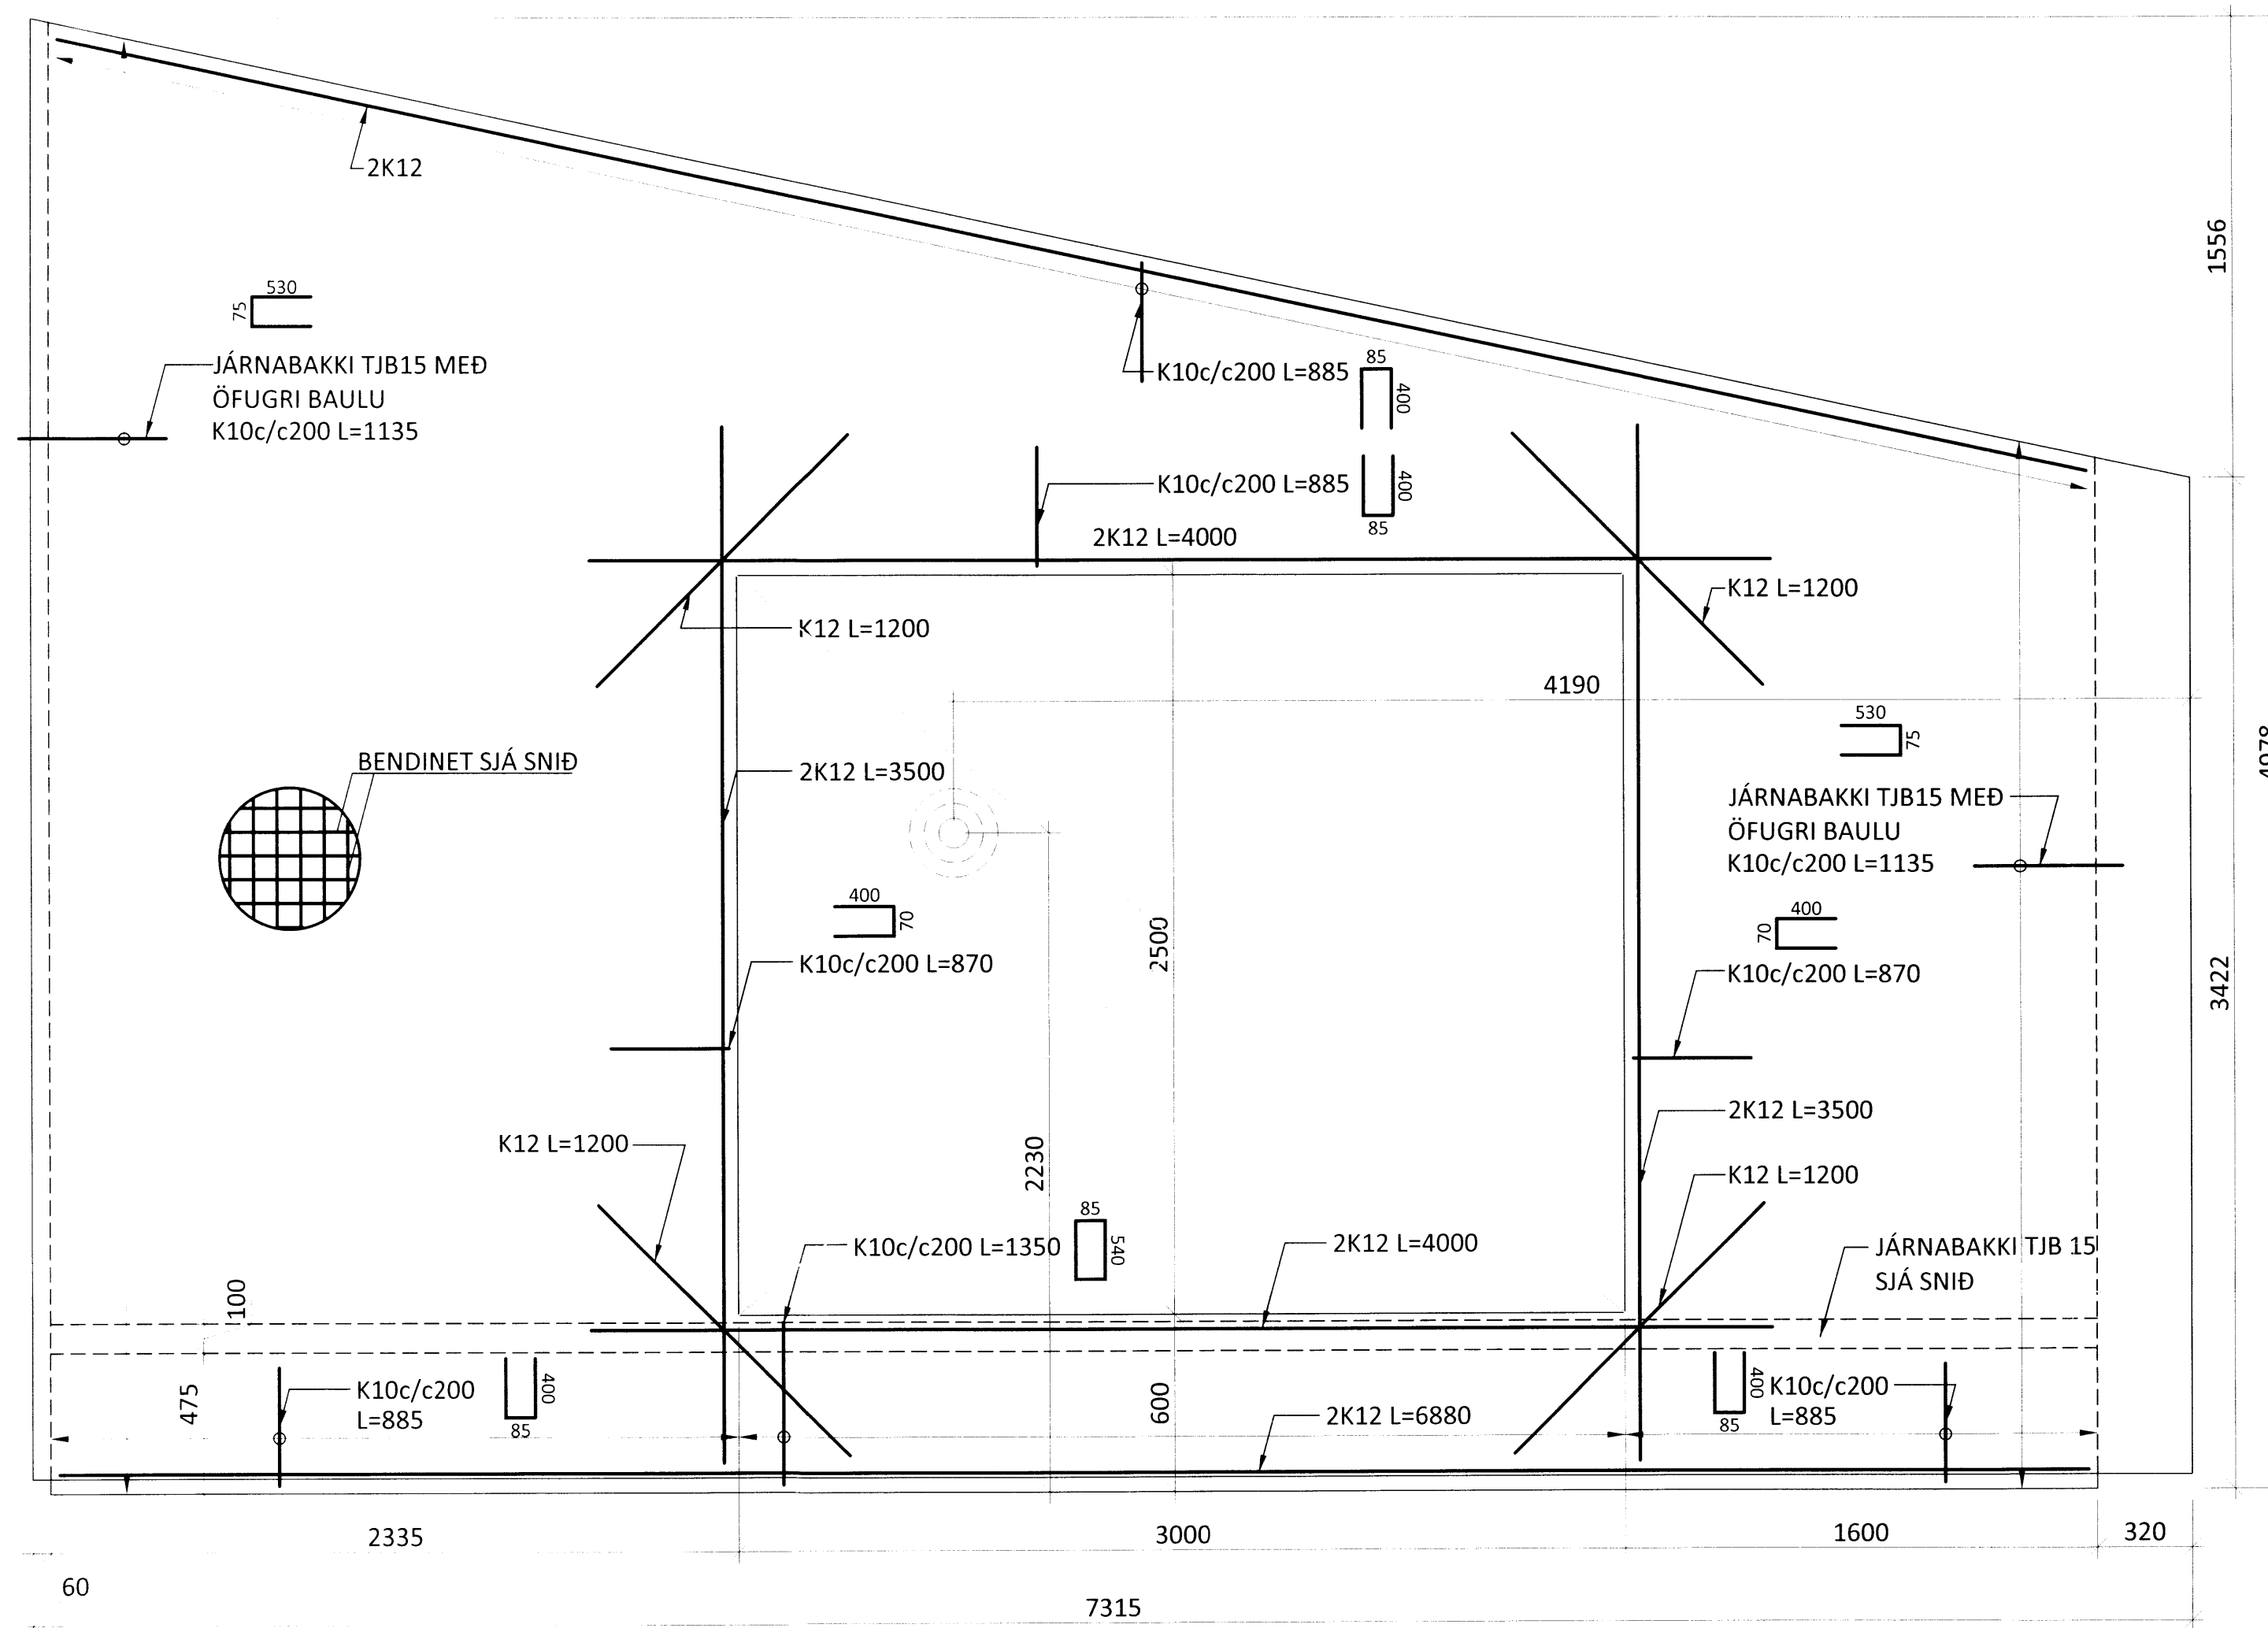 2K12
1556
530
75
JÁRNABAKKI TJB15 MEÐ
ÖFUGRI BAULU
K10c/c200 L=1135
K10c/c200 L=885
85
400
K10c/c200 L=885
400
85
2K12 L=4000
K12 L=1200
K12 L=1200
4190
530
75
BENDINET SJÁ SNIÐ
2K12 L=3500
4978
JÁRNABAKKI TJB15 MEÐ
ÖFUGRI BAULU
K10c/c200 L=1135
400
70
400
70
2500
K10c/c200 L=870
K10c/c200 L=870
3422
2K12 L=3500
K12 L=1200
2230
K12 L=1200
85
540
K10c/c200 L=1350
2K12 L=4000
JÁRNABAKKI TJB 15
SJÁ SNIÐ
100
475
K10c/c200
L=885
400
85
600
2K12 L=6880
400
85
K10c/c200
L=885
2335
3000
1600
320
60
7315